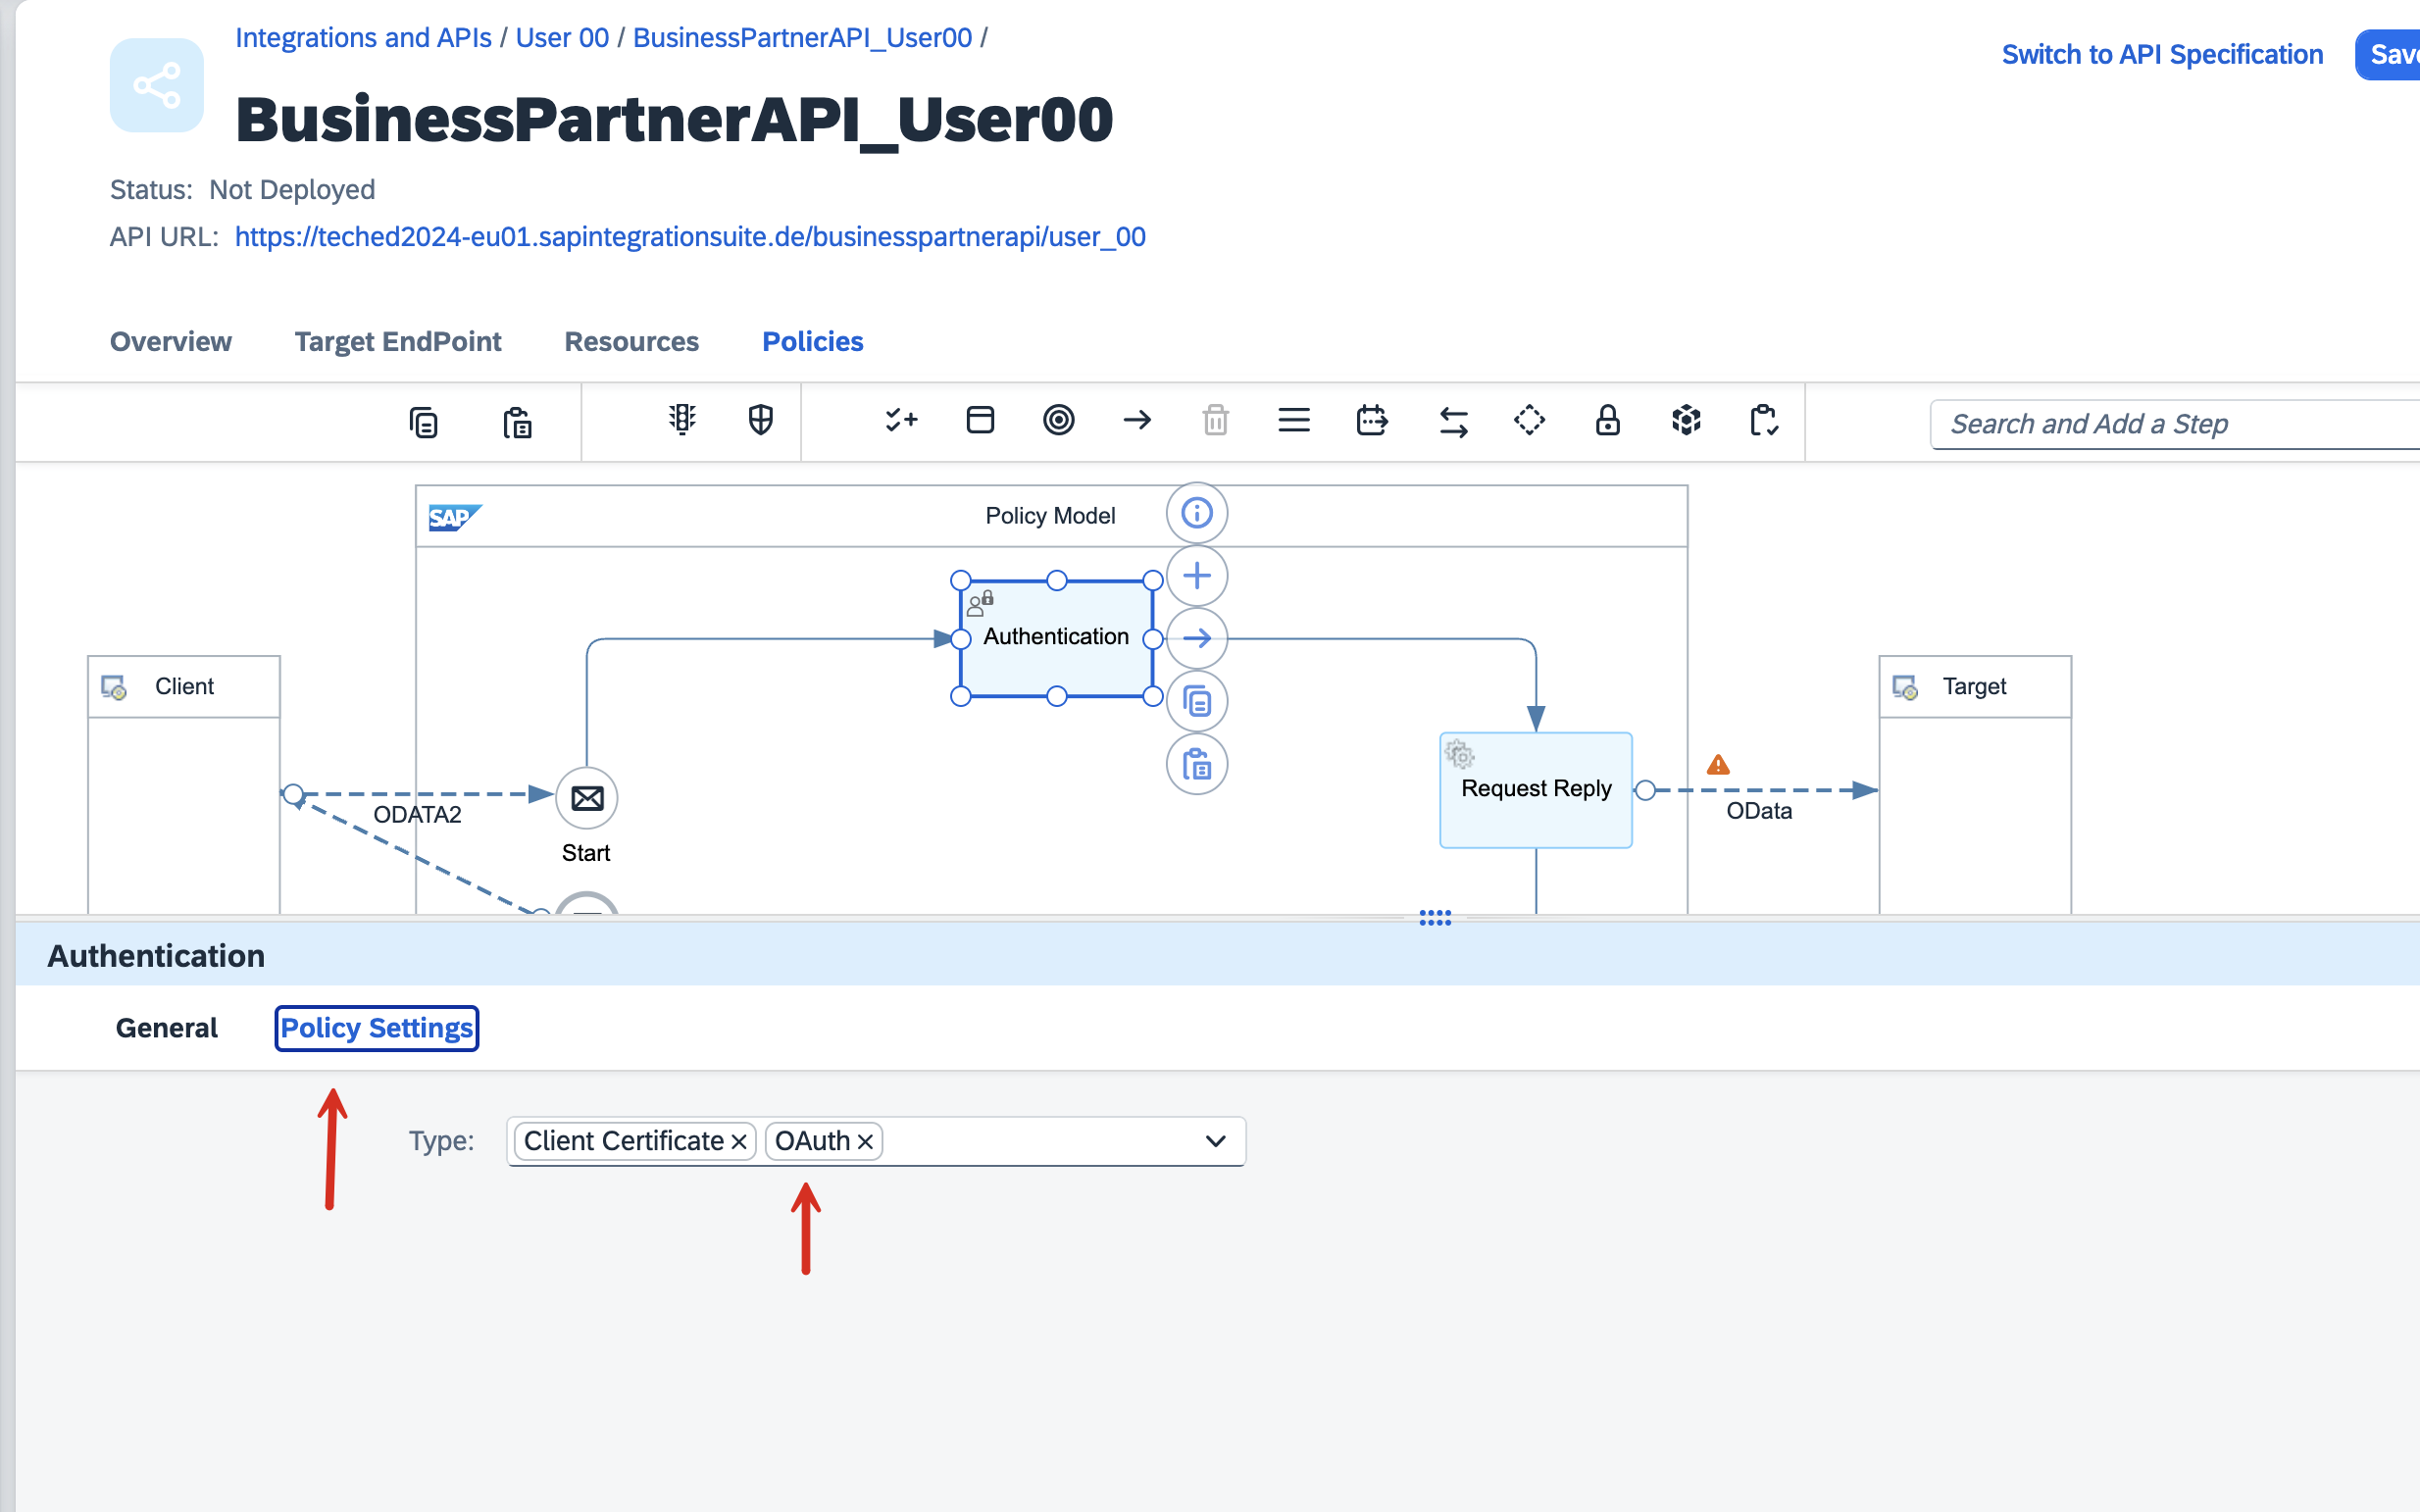 Integrations and APIs / User 00 / BusinessPartnerAPI_User00 /
Switch to API Specification
Save
BusinessPartnerAPI_User00
Status: Not Deployed
API URL: https://teched2024-eu01.sapintegrationsuite.de/businesspartnerapi/user_00
Overview
Target EndPoint
Resources
Policies
Search and Add a Step
SAP
Policy Model
Authentication
Client
Target
ODATA2
Start
Request Reply
OData
Authentication
General
Policy Settings
Type: Client Certificate OAuth